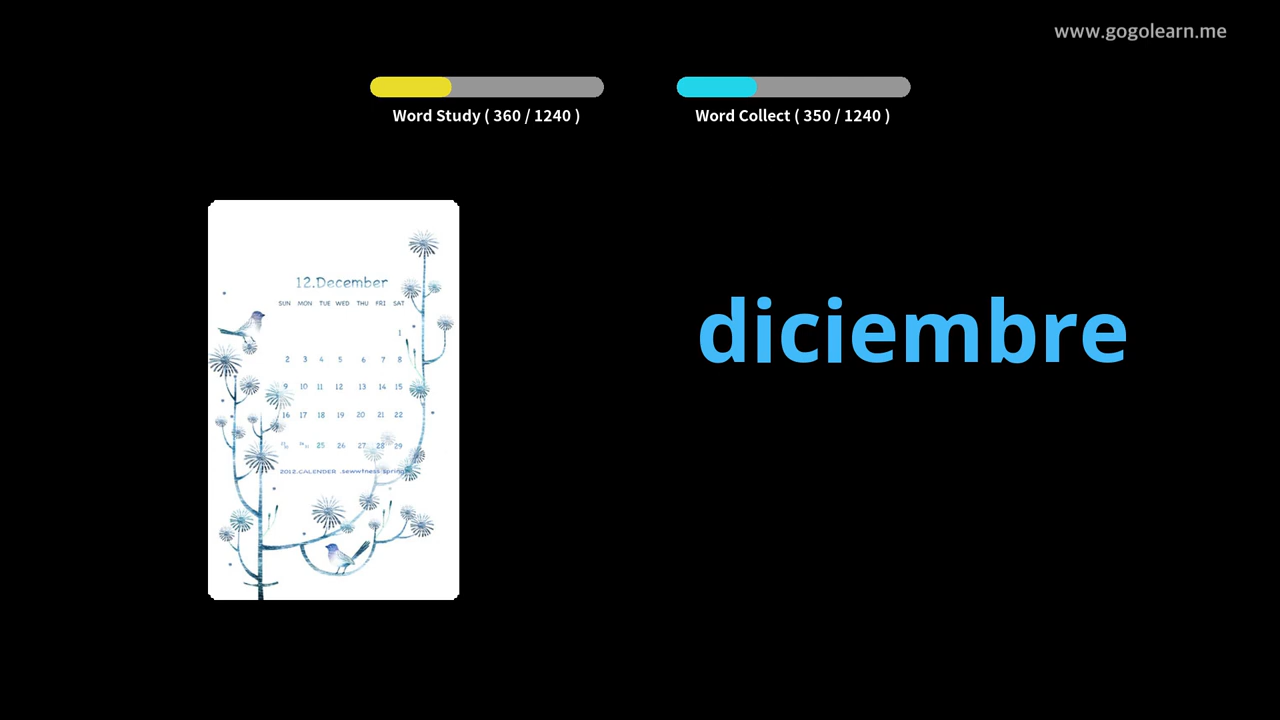 www.gogolearn.me
Word Study ( 360 / 1240 )
Word Collect ( 350 / 1240 )
diciembre
12.December
SUN MON TUE WED THU FRI SAT
1
2 3 4 5 6 7 8
9 10 11 12 13 14 15
16 17 18 19 20 21 22
25 26 27 28 29
2012.CALENDER